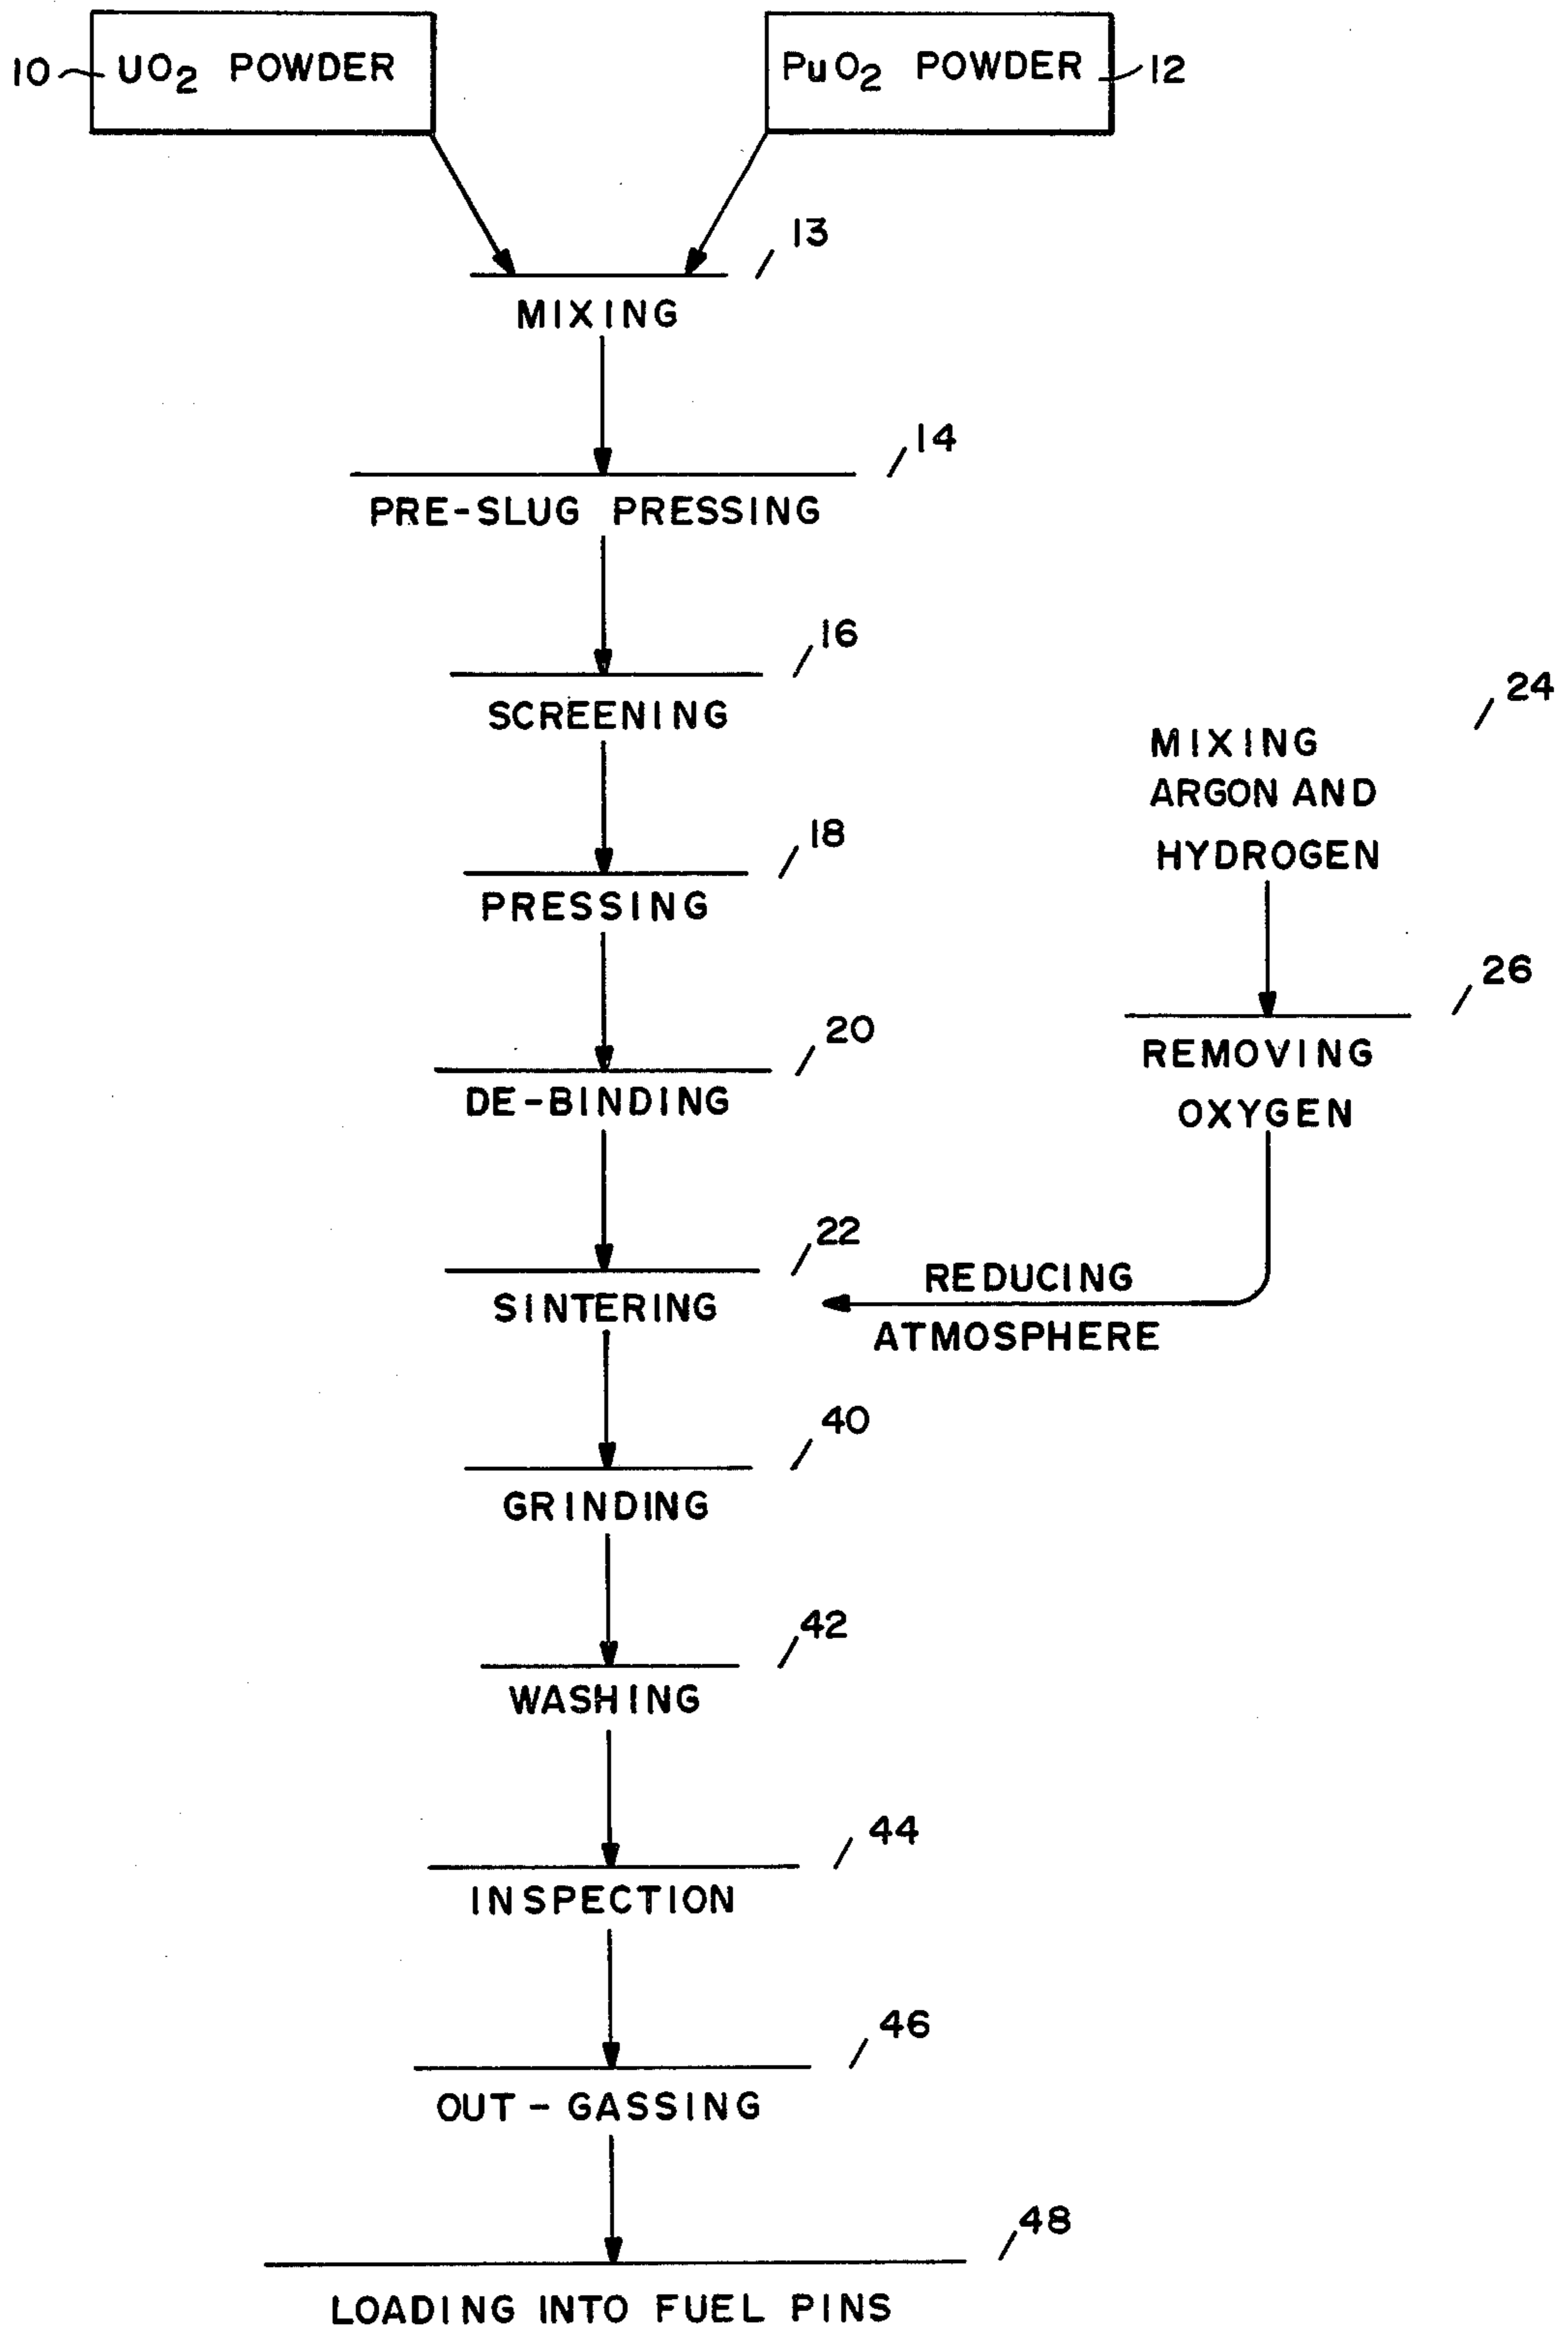 10
UO2 POWDER
PuO2 POWDER
12
13
MIXING
14
PRE-SLUG PRESSING
16
SCREENING
24
MIXING
ARGON AND
HYDROGEN
18
PRESSING
26
REMOVING
OXYGEN
20
DE-BINDING
22
SINTERING
REDUCING
ATMOSPHERE
40
GRINDING
42
WASHING
44
INSPECTION
46
OUT-GASSING
48
LOADING INTO FUEL PINS